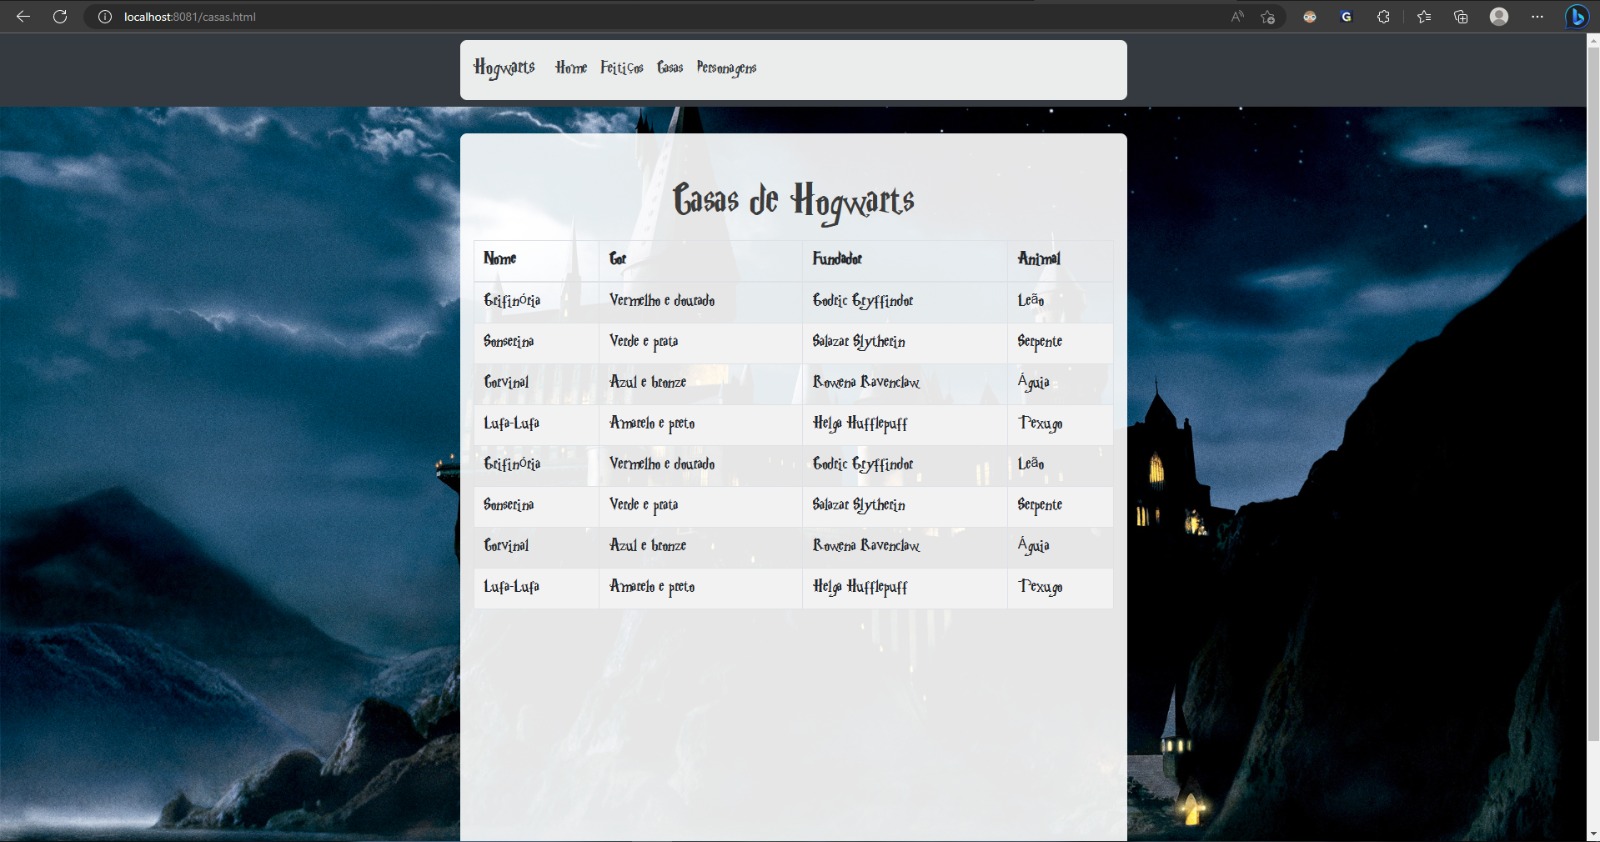 localhost:8081/casas.html
Hogwarts Home Feitiços Casas Personagens
Casas de Hogwarts
Nome Cor Fundador Animal
Grifinória Vermelho e dourado Godric Gryffindor Leão
Sonserina Verde e prata Salazar Slytherin Serpente
Corvinal Azul e bronze Rowena Ravenclaw Águia
Lufa-Lufa Amarelo e preto Helga Hufflepuff Texugo
Grifinória Vermelho e dourado Godric Gryffindor Leão
Sonserina Verde e prata Salazar Slytherin Serpente
Corvinal Azul e bronze Rowena Ravenclaw Águia
Lufa-Lufa Amarelo e preto Helga Hufflepuff Texugo